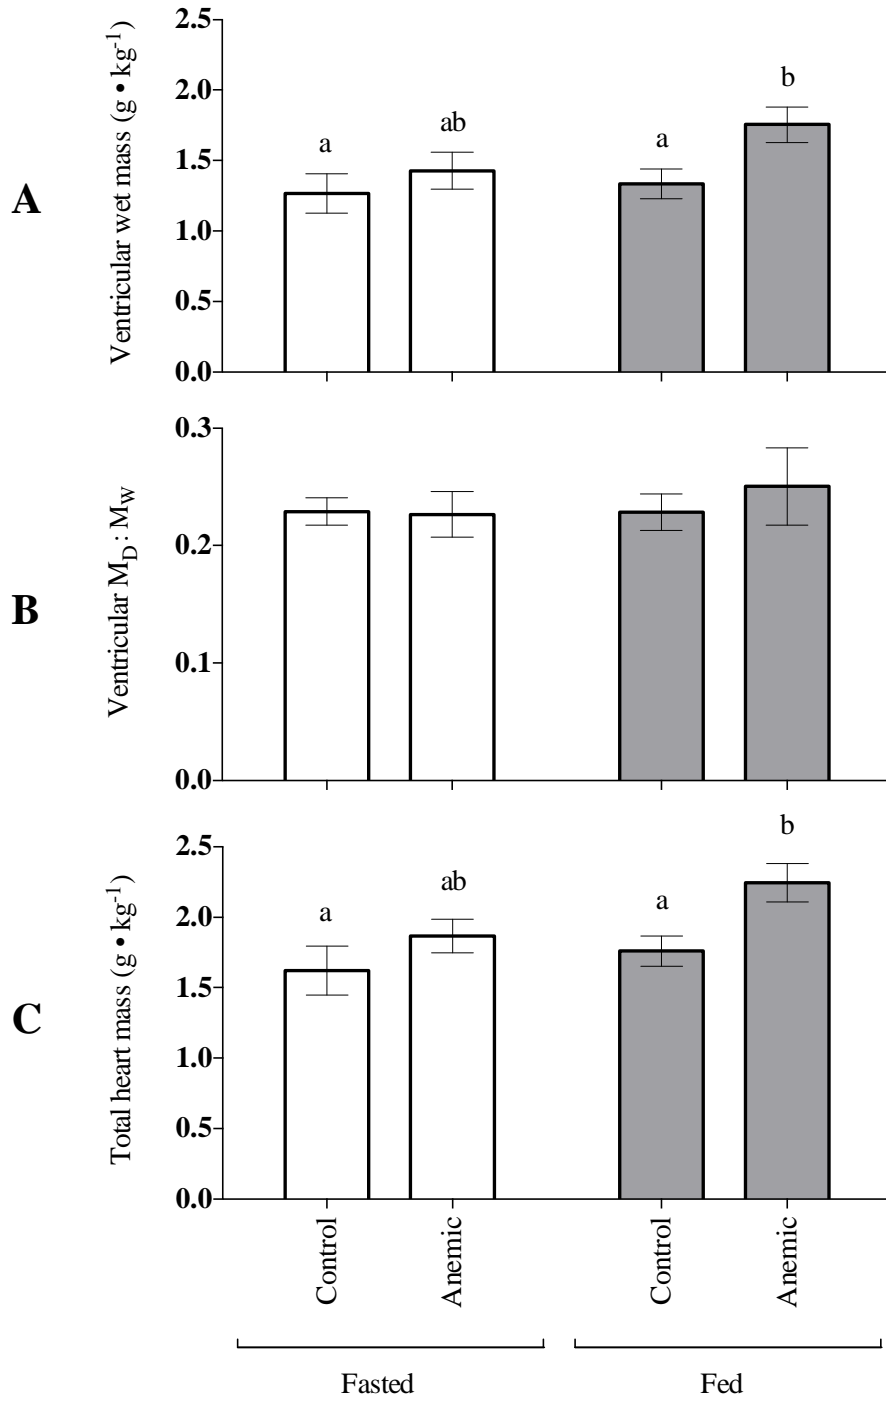 A
Ventricular wet mass (g • kg⁻¹)
2.5
2.0
1.5
1.0
0.5
0.0
a
ab
a
b
B
Ventricular M_D : M_W
0.3
0.2
0.1
0.0
C
Total heart mass (g • kg⁻¹)
2.5
2.0
1.5
1.0
0.5
0.0
a
ab
a
b
Control
Anemic
Control
Anemic
Fasted
Fed